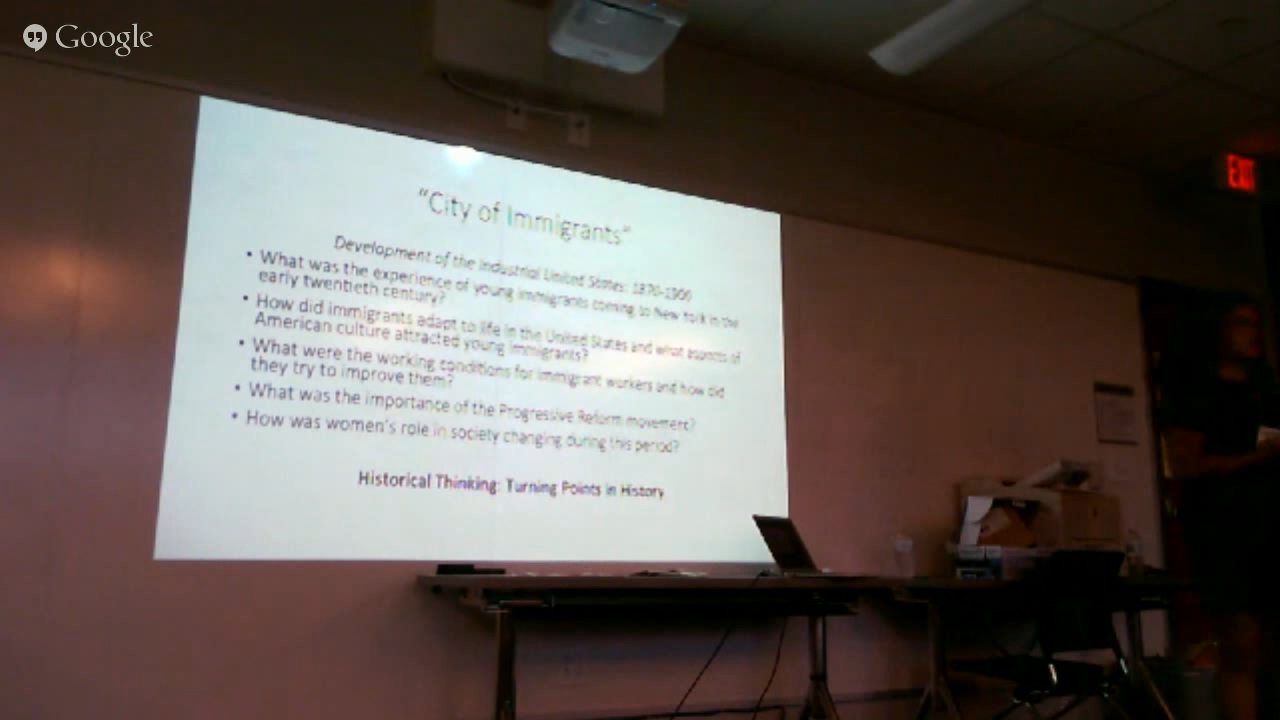 Google
EXIT
"City of Immigrants"
Development of the Industrial United States: 1870-1900
• What was the experience of young immigrants coming to New York in the
early twentieth century?
• How did immigrants adapt to life in the United States and what aspects of
American culture attracted young immigrants?
• What were the working conditions for immigrant workers and how did
they try to improve them?
• What was the importance of the Progressive Reform movement?
• How was women's role in society changing during this period?
Historical Thinking: Turning Points in History